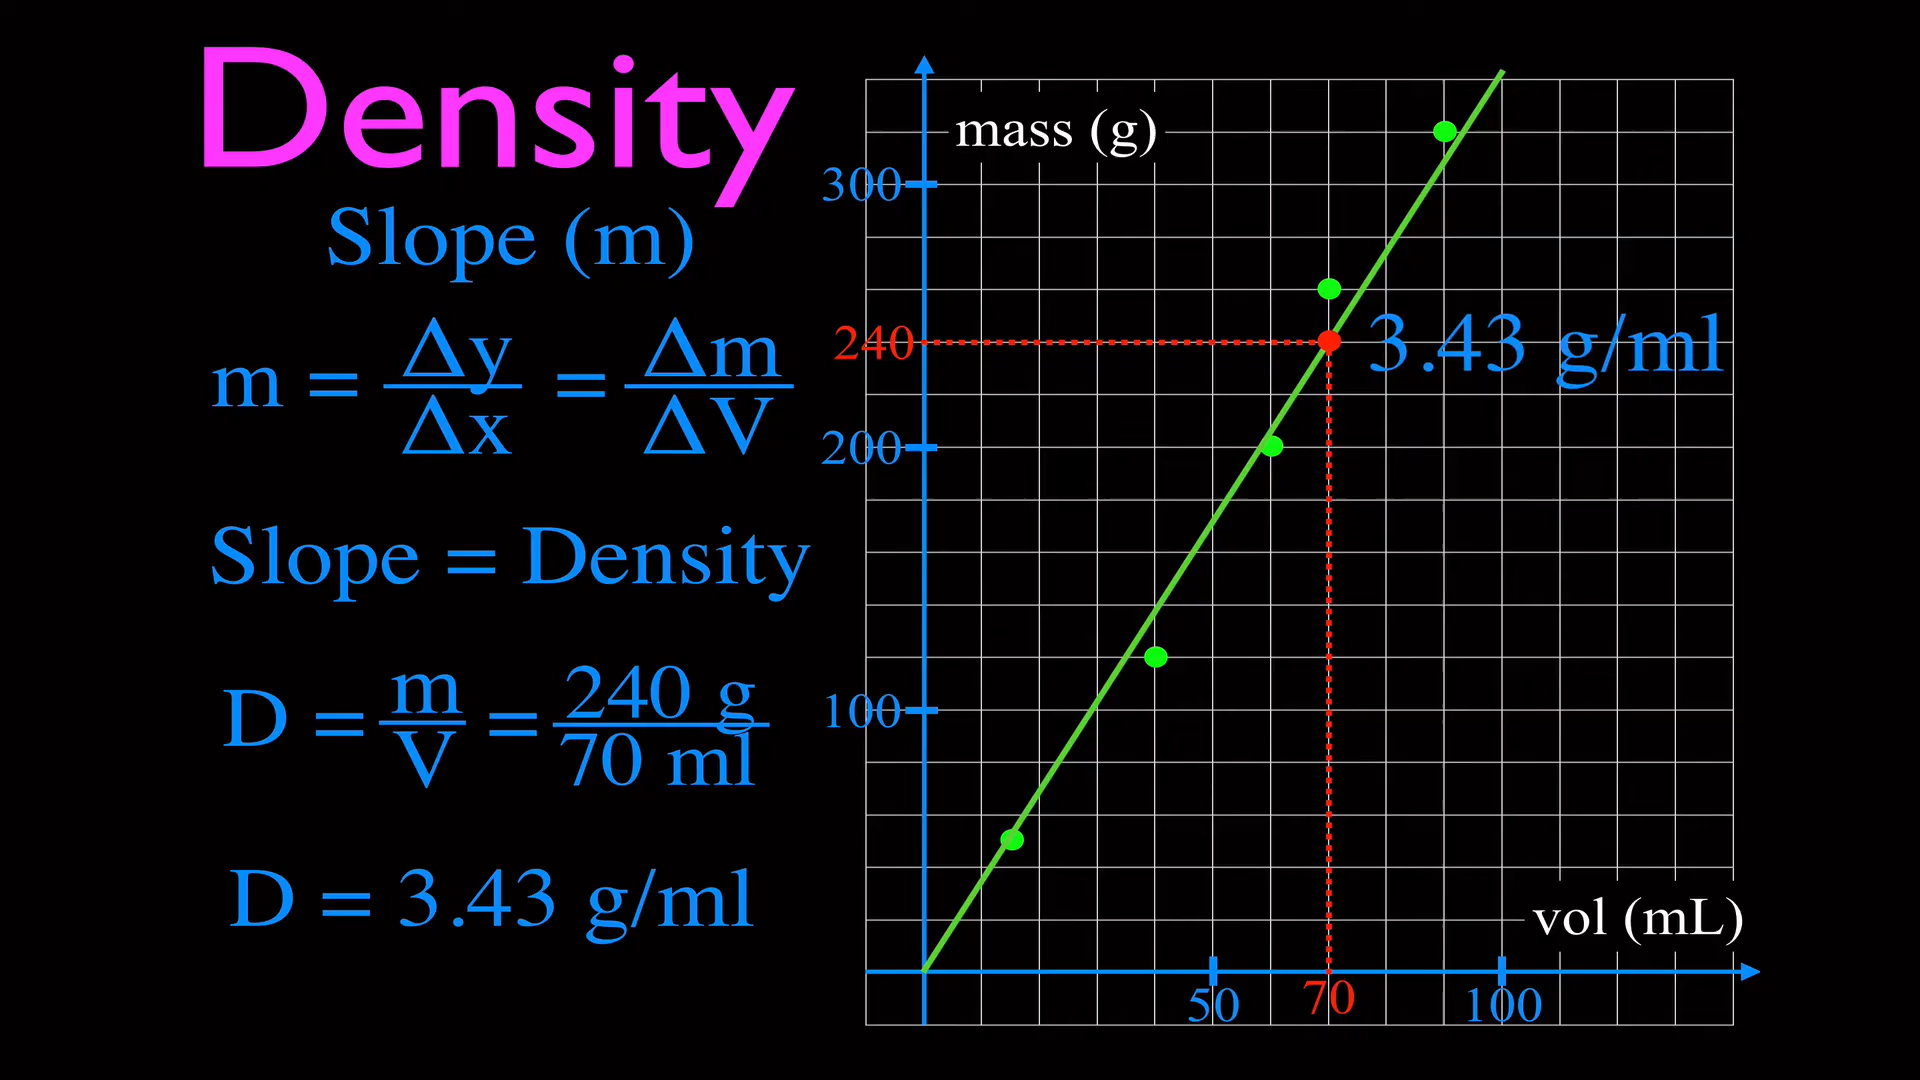 Density
Slope (m)
m = Δy/Δx = Δm/ΔV
Slope = Density
D = m/V = 240 g/70 ml
D = 3.43 g/ml
mass (g)
300
240
3.43 g/ml
200
100
vol (mL)
50
70
100